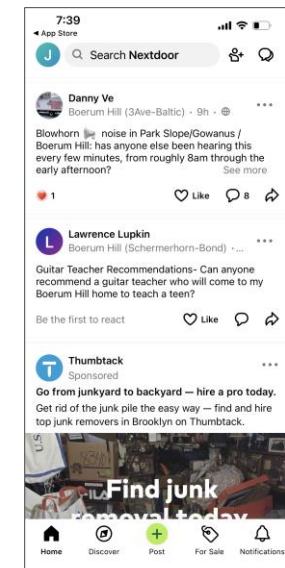 7:39
◄ App Store
J
Search Nextdoor
Danny Ve
Boerum Hill (3Ave-Baltic) · 9h ·
Blowhorn 📯 noise in Park Slope/Gowanus /
Boerum Hill: has anyone else been hearing this
every few minutes, from roughly 8am through the
early afternoon? See more
1 Like 8
L
Lawrence Lupkin
Boerum Hill (Schermerhorn-Bond) ·...
Guitar Teacher Recommendations- Can anyone
recommend a guitar teacher who will come to my
Boerum Hill home to teach a teen?
Be the first to react Like
Thumbtack
Sponsored
Go from junkyard to backyard — hire a pro today.
Get rid of the junk pile the easy way — find and hire
top junk removers in Brooklyn on Thumbtack.
FILA
Find junk
removal today
Home Discover Post For Sale Notifications